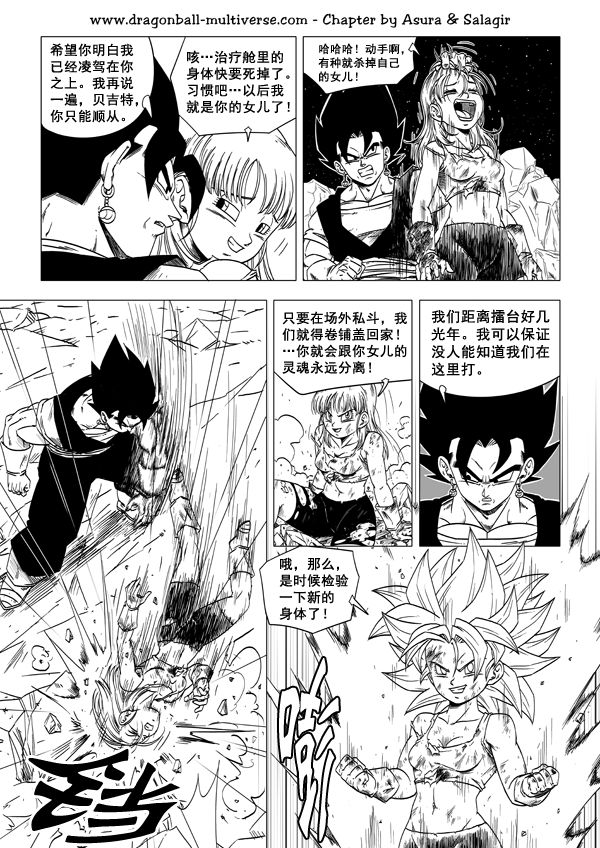 www.dragonball-multiverse.com - Chapter by Asura & Salagir
希望你明白我
已经凌驾在你
之上。我再说
一遍，贝吉特，
你只能顺从。
咳…治疗舱里的
身体快要死掉了。
习惯吧…以后我
就是你的女儿了！
哈哈哈！动手啊，
有种就杀掉自己
的女儿！
只要在场外私斗，我
们就得卷铺盖回家！
…你就会跟你女儿的
灵魂永远分离！
我们距离擂台好几
光年。我可以保证
没人能知道我们在
这里打。
哦，那么，
是时候检验
一下新的
身体了！